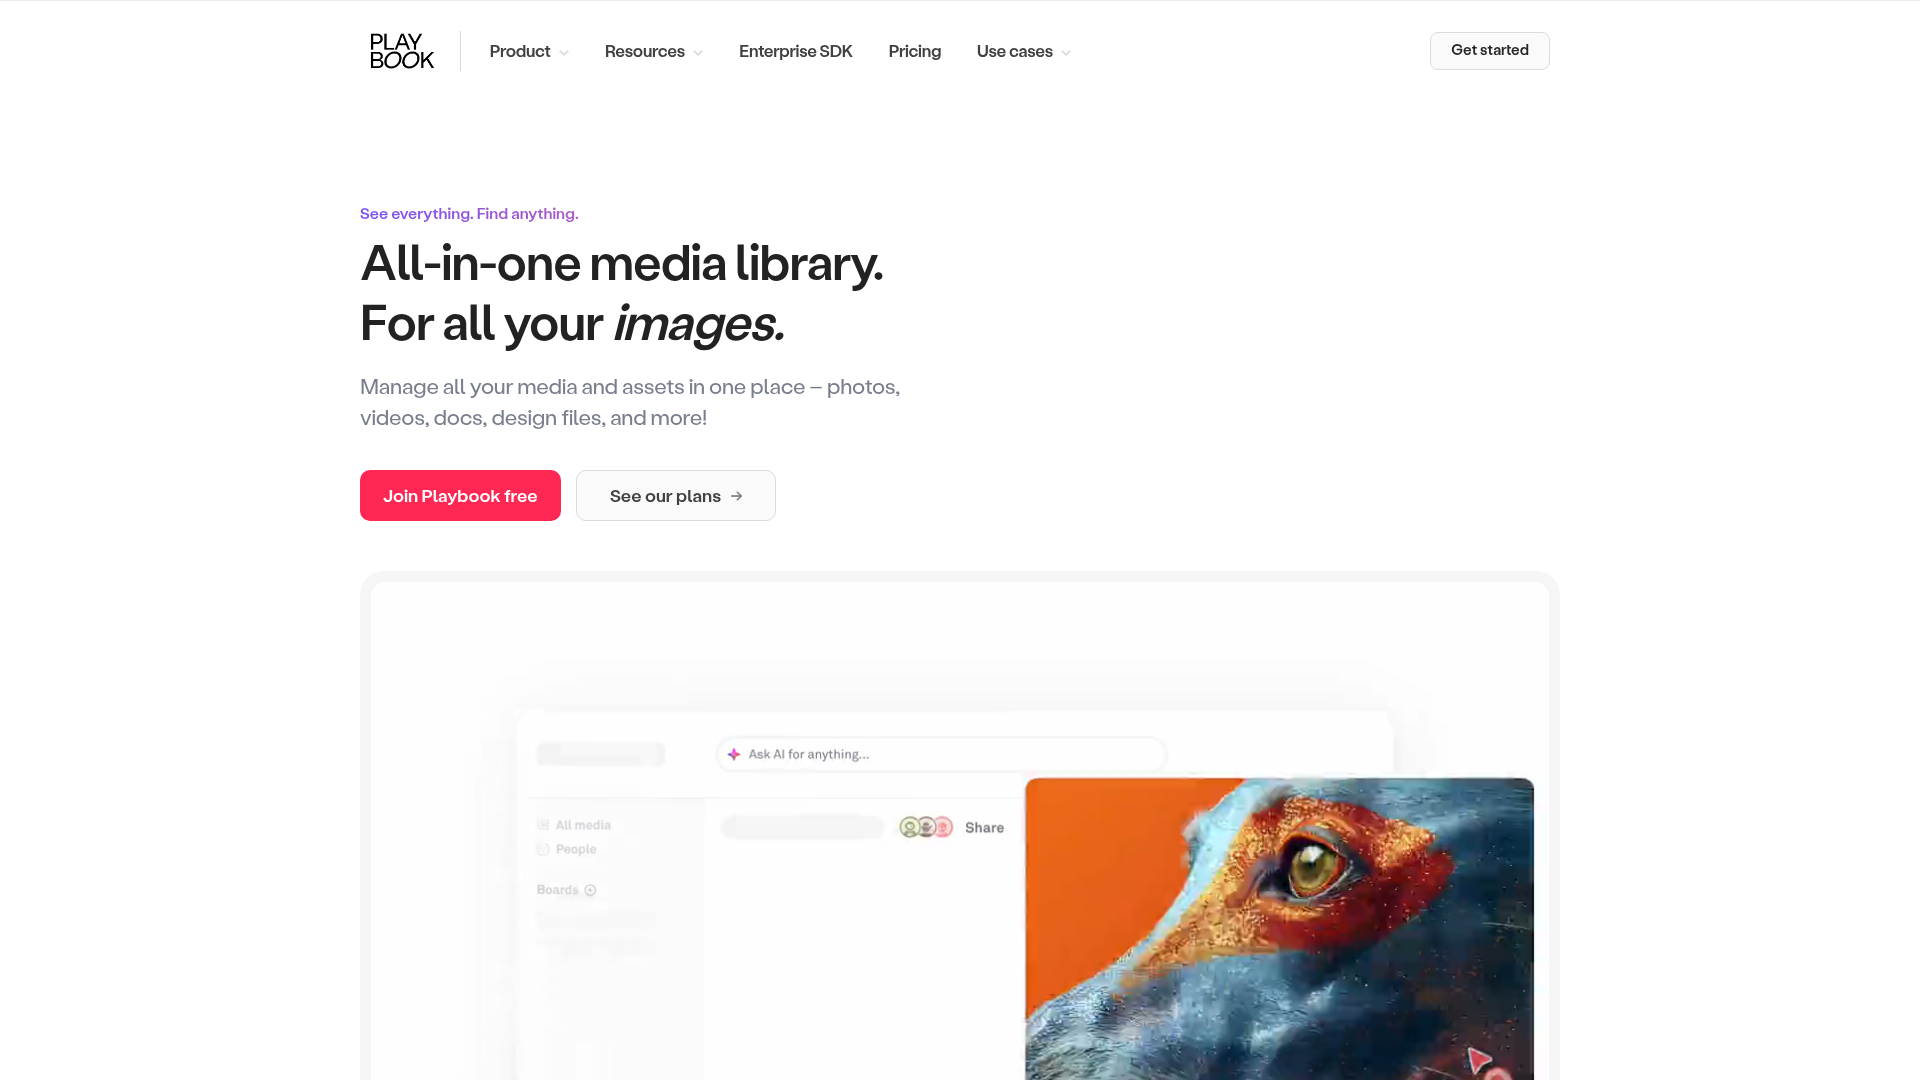 PLAY
BOOK
Product
Resources
Enterprise SDK
Pricing
Use cases
Get started
See everything. Find anything.
All-in-one media library.
For all your images.
Manage all your media and assets in one place – photos,
videos, docs, design files, and more!
Join Playbook free
See our plans →
Ask AI for anything...
All media
People
Share
Boards